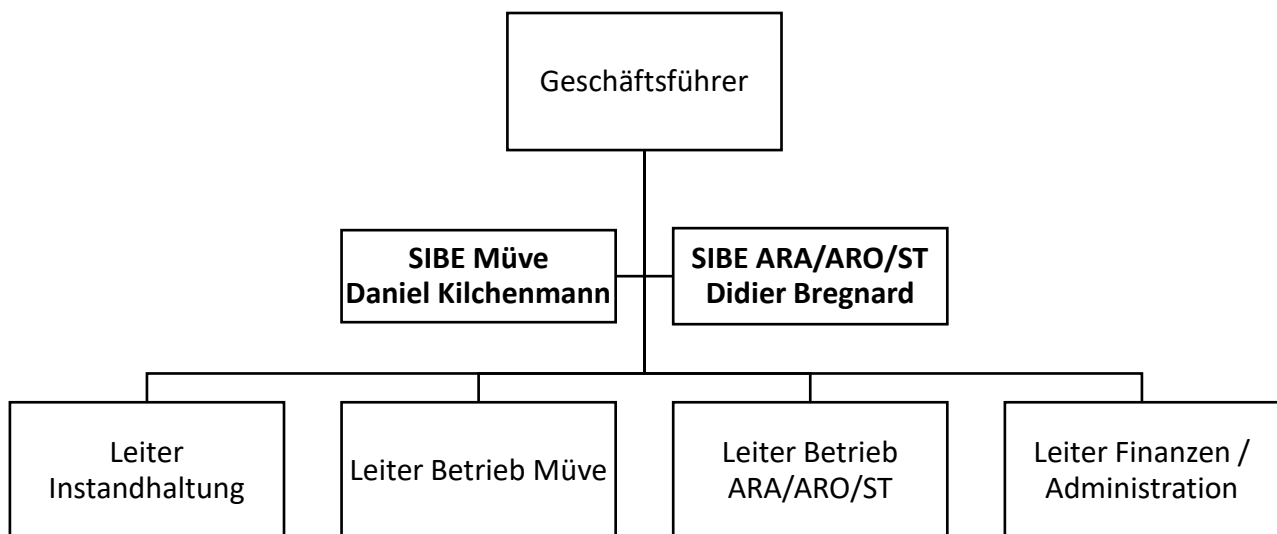 Geschäftsführer
SIBE Müve
Daniel Kilchenmann
SIBE ARA/ARO/ST
Didier Bregnard
Leiter
Instandhaltung
Leiter Betrieb Müve
Leiter Betrieb
ARA/ARO/ST
Leiter Finanzen /
Administration